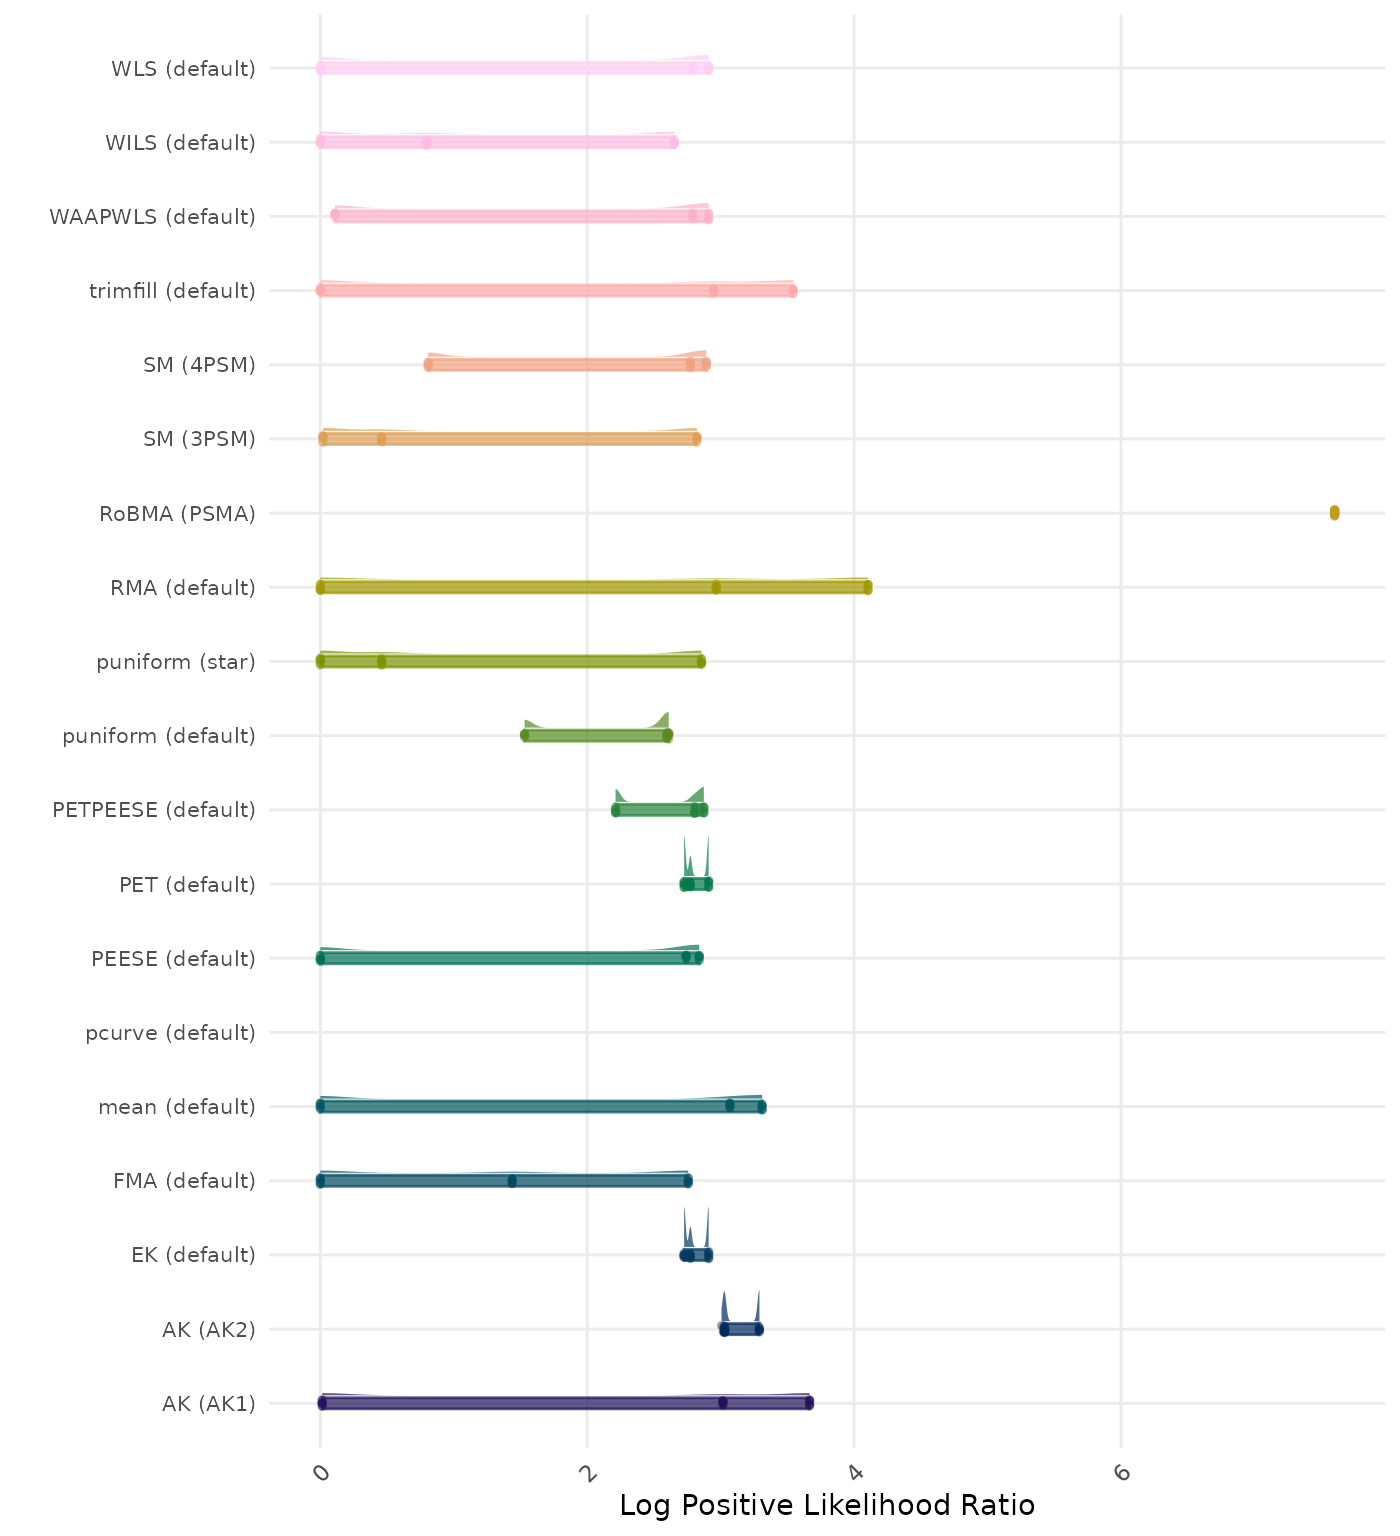 WLS (default)
WILS (default)
WAAPWLS (default)
trimfill (default)
SM (4PSM)
SM (3PSM)
RoBMA (PSMA)
RMA (default)
puniform (star)
puniform (default)
PETPEESE (default)
PET (default)
PEESE (default)
pcurve (default)
mean (default)
FMA (default)
EK (default)
AK (AK2)
AK (AK1)
0 2 4 6
Log Positive Likelihood Ratio